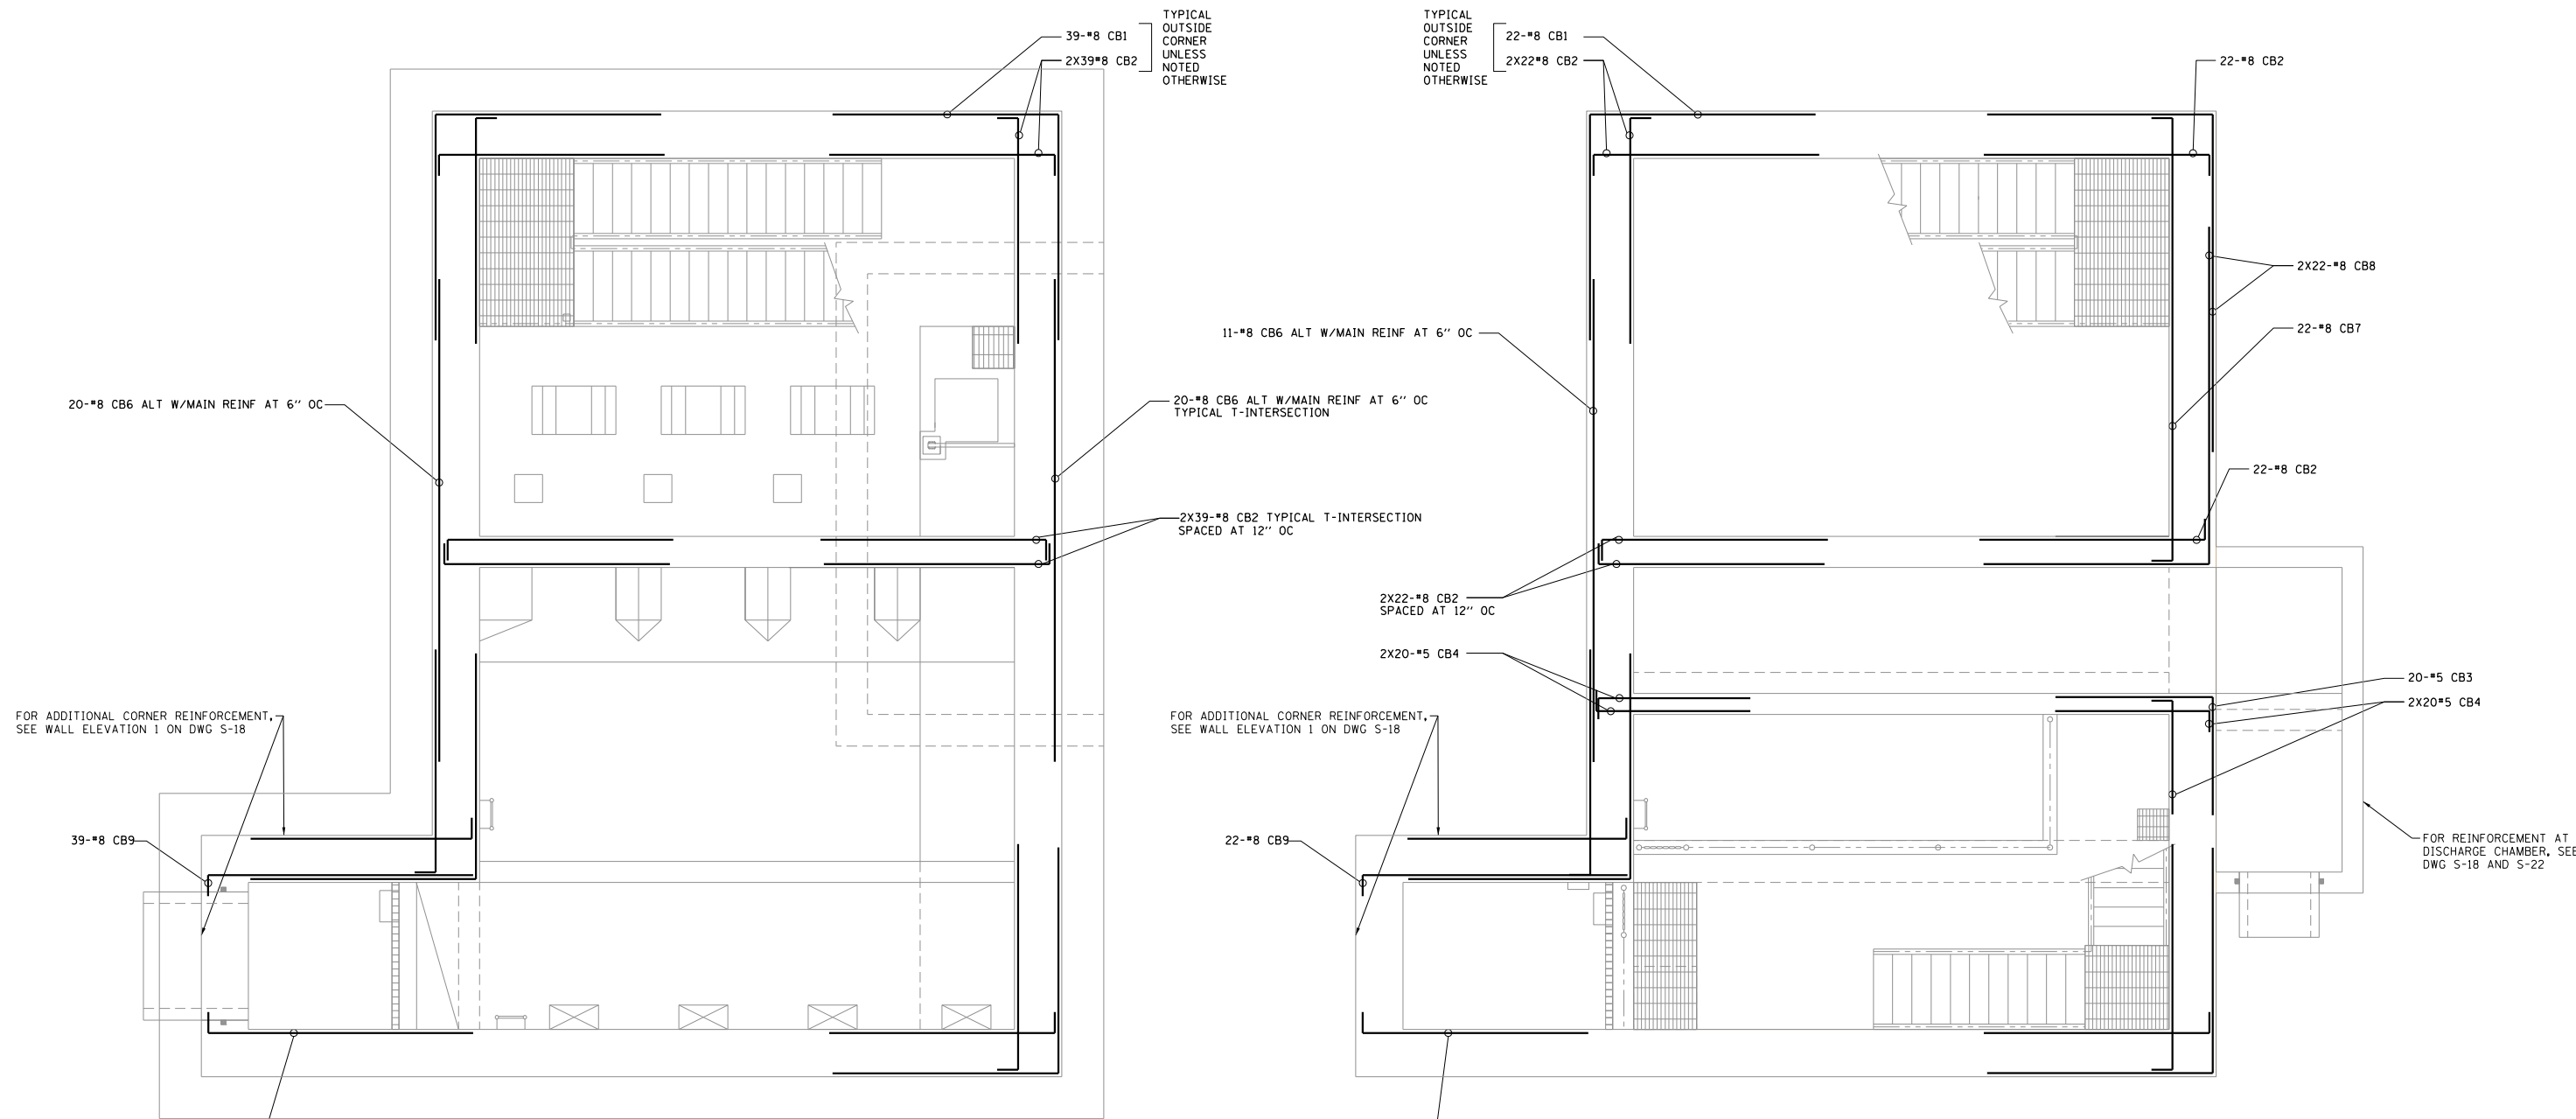 39-#8 CB1
2X39#8 CB2
TYPICAL
OUTSIDE
CORNER
UNLESS
NOTED
OTHERWISE
20-#8 CB6 ALT W/MAIN REINF AT 6" OC
20-#8 CB6 ALT W/MAIN REINF AT 6" OC
TYPICAL T-INTERSECTION
2X39-#8 CB2 TYPICAL T-INTERSECTION
SPACED AT 12" OC
FOR ADDITIONAL CORNER REINFORCEMENT,
SEE WALL ELEVATION 1 ON DWG S-18
39-#8 CB9
TYPICAL
OUTSIDE
CORNER
UNLESS
NOTED
OTHERWISE
22-#8 CB1
2X22#8 CB2
22-#8 CB2
2X22-#8 CB8
22-#8 CB7
11-#8 CB6 ALT W/MAIN REINF AT 6" OC
22-#8 CB2
2X22-#8 CB2
SPACED AT 12" OC
2X20-#5 CB4
20-#5 CB3
2X20#5 CB4
FOR ADDITIONAL CORNER REINFORCEMENT,
SEE WALL ELEVATION 1 ON DWG S-18
22-#8 CB9
FOR REINFORCEMENT AT
DISCHARGE CHAMBER, SEE
DWG S-18 AND S-22